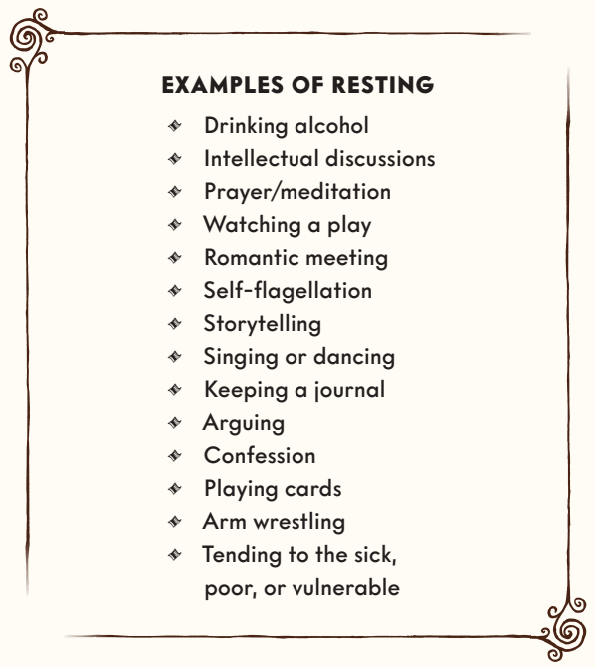 EXAMPLES OF RESTING
Drinking alcohol
Intellectual discussions
Prayer/meditation
Watching a play
Romantic meeting
Self-flagellation
Storytelling
Singing or dancing
Keeping a journal
Arguing
Confession
Playing cards
Arm wrestling
Tending to the sick,
poor, or vulnerable